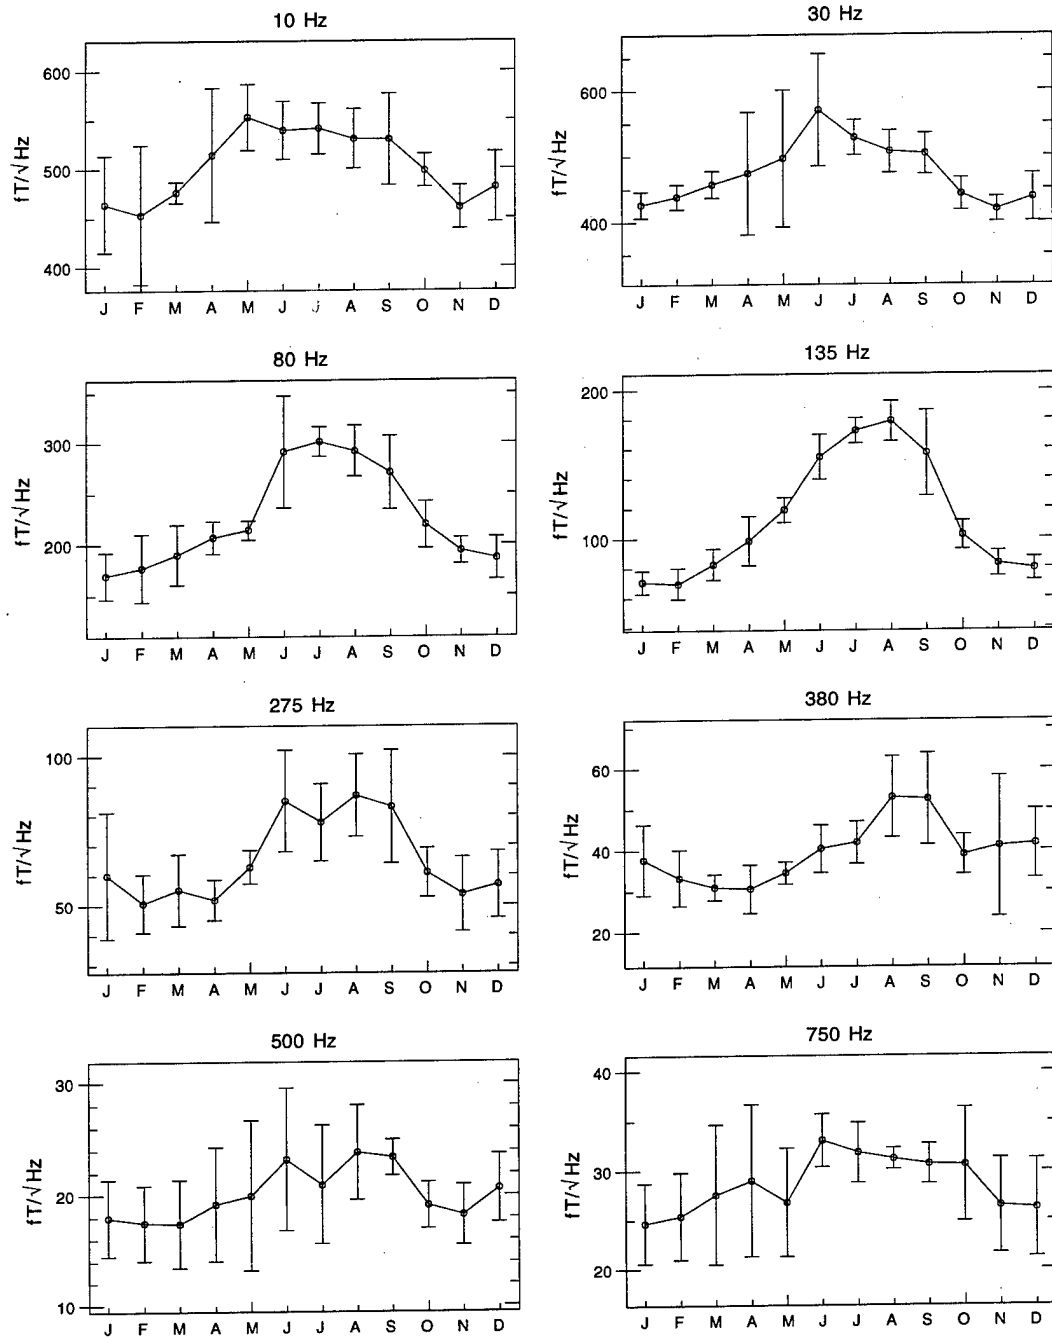 10 Hz
600
500
400
fT/√Hz
J F M A M J J A S O N D
30 Hz
600
400
fT/√Hz
J F M A M J J A S O N D
80 Hz
300
200
fT/√Hz
J F M A M J J A S O N D
135 Hz
200
100
fT/√Hz
J F M A M J J A S O N D
275 Hz
100
50
fT/√Hz
J F M A M J J A S O N D
380 Hz
60
40
20
fT/√Hz
J F M A M J J A S O N D
500 Hz
30
20
10
fT/√Hz
J F M A M J J A S O N D
750 Hz
40
30
20
fT/√Hz
J F M A M J J A S O N D